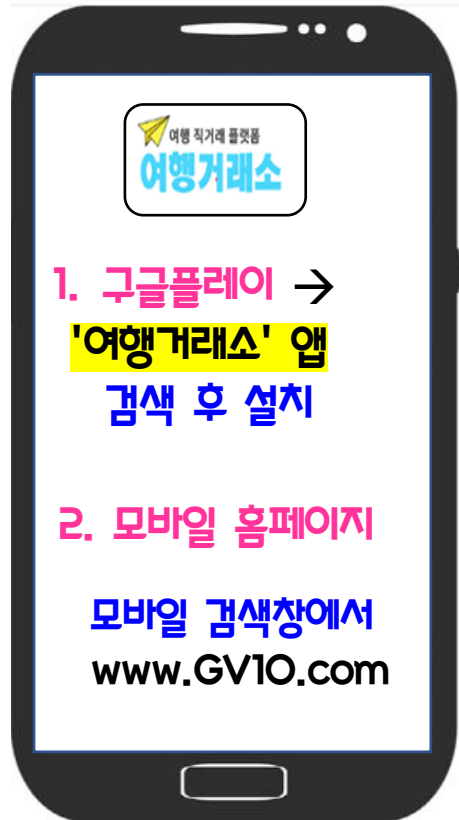 여행 직거래 플랫폼
여행거래소
1. 구글플레이 →
'여행거래소' 앱
검색 후 설치
2. 모바일 홈페이지
모바일 검색창에서
www.GV10.com